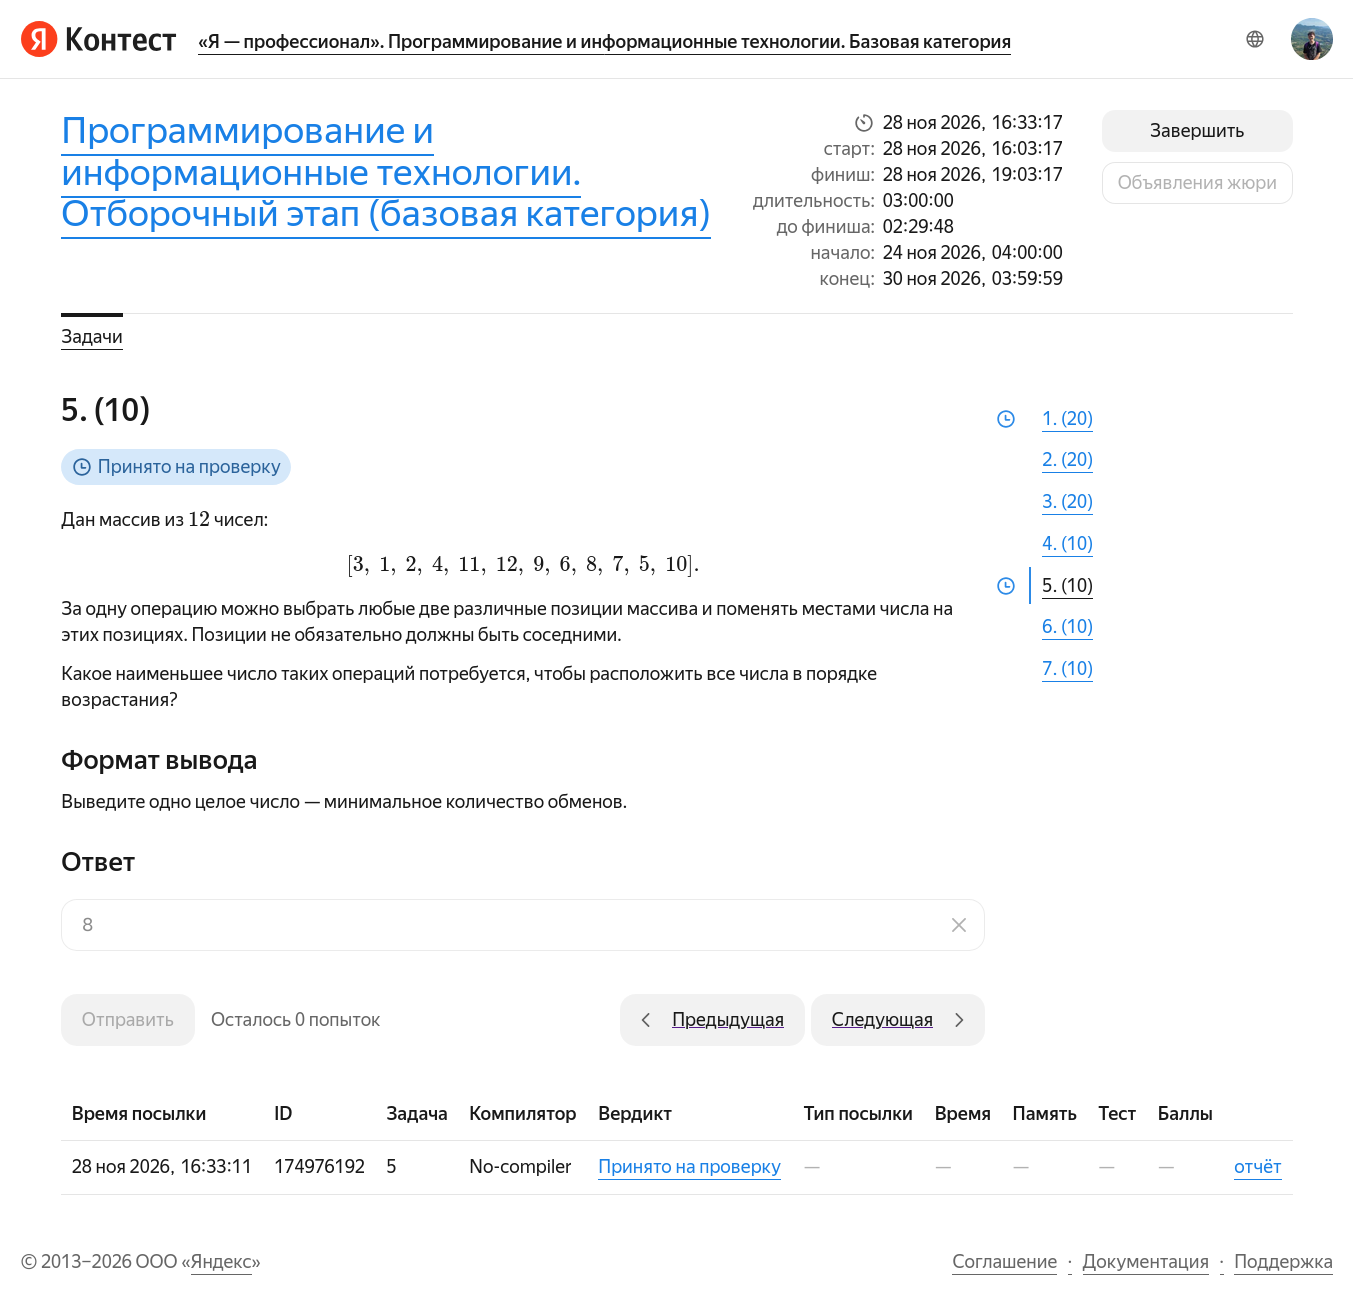 Я Контест
«Я — профессионал». Программирование и информационные технологии. Базовая категория
Программирование и
информационные технологии.
Отборочный этап (базовая категория)
28 ноя 2026, 16:33:17
старт: 28 ноя 2026, 16:03:17
финиш: 28 ноя 2026, 19:03:17
длительность: 03:00:00
до финиша: 02:29:48
начало: 24 ноя 2026, 04:00:00
конец: 30 ноя 2026, 03:59:59
Завершить
Объявления жюри
Задачи
5. (10)
Принято на проверку
Дан массив из 12 чисел:
[3, 1, 2, 4, 11, 12, 9, 6, 8, 7, 5, 10].
За одну операцию можно выбрать любые две различные позиции массива и поменять местами числа на
этих позициях. Позиции не обязательно должны быть соседними.
Какое наименьшее число таких операций потребуется, чтобы расположить все числа в порядке
возрастания?
Формат вывода
Выведите одно целое число — минимальное количество обменов.
Ответ
8
Отправить
Осталось 0 попыток
Предыдущая
Следующая
1. (20)
2. (20)
3. (20)
4. (10)
5. (10)
6. (10)
7. (10)
Время посылки ID Задача Компилятор Вердикт Тип посылки Время Память Тест Баллы
28 ноя 2026, 16:33:11 174976192 5 No-compiler Принято на проверку — — — — — отчёт
© 2013–2026 ООО «Яндекс»
Соглашение · Документация · Поддержка